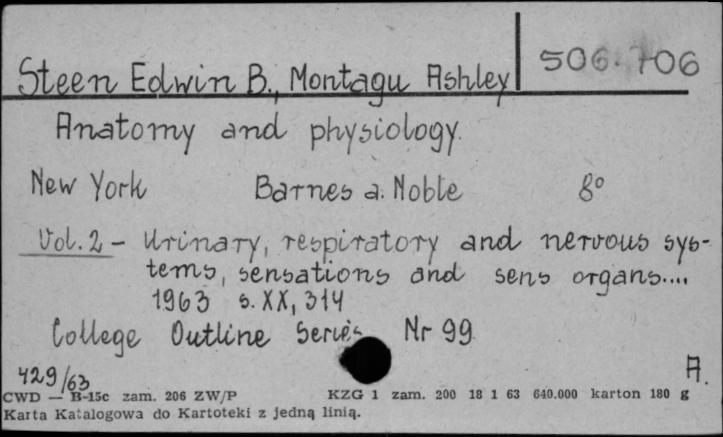 506.706
Steen Edwin B., Montagu Ashley
Anatomy and physiology.
New York Barnes a. Noble 8°
Vol. 2 - Urinary, respiratory and nervous sys-
tems, sensations and sens organs....
1963 s. XX, 314
College Outline Series Nr 99
A.
429/63
CWD — B-15c zam. 206 ZW/P KZG 1 zam. 200 18 1 63 640.000 karton 180 g
Karta Katalogowa do Kartoteki z jedną linią.